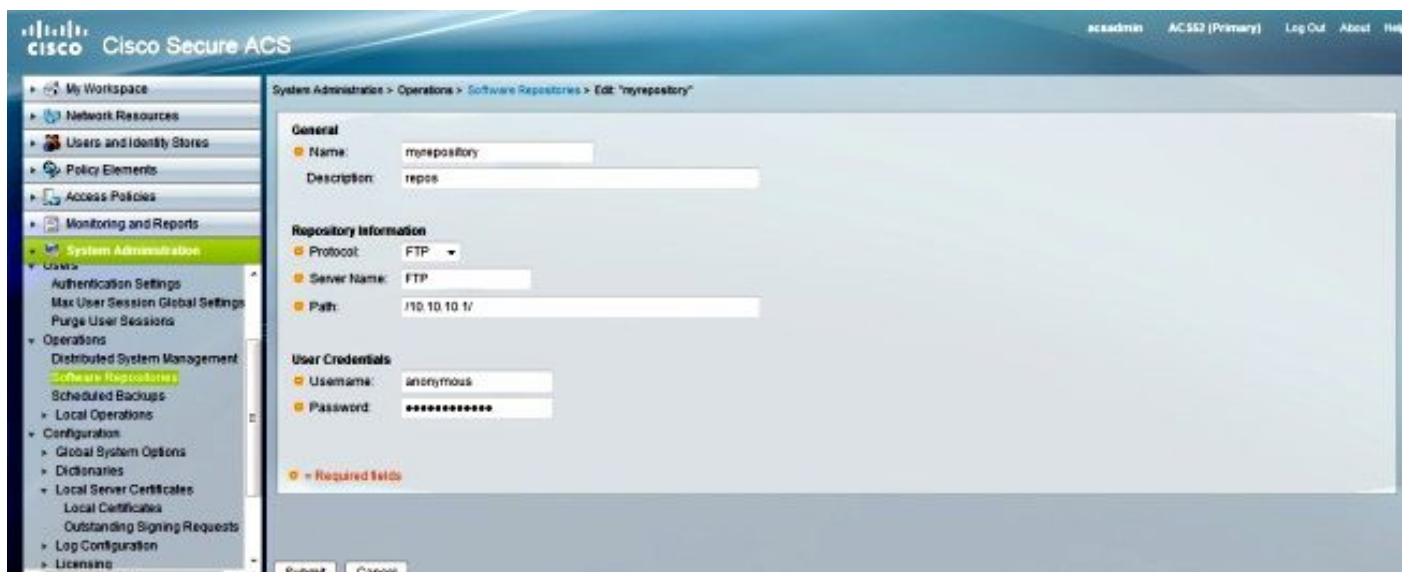 CISCO Cisco Secure ACS
acsadmin ACS52 (Primary) Log Out About Help
My Workspace
Network Resources
Users and Identity Stores
Policy Elements
Access Policies
Monitoring and Reports
System Administration
Users
Authentication Settings
Max User Session Global Settings
Purge User Sessions
Operations
Distributed System Management
Software Repositories
Scheduled Backups
Local Operations
Configuration
Global System Options
Dictionaries
Local Server Certificates
Local Certificates
Outstanding Signing Requests
Log Configuration
Licensing
System Administration > Operations > Software Repositories > Edit: "myrepository"
General
Name: myrepository
Description: repos
Repository Information
Protocol: FTP
Server Name: FTP
Path: /10.10.10.1/
User Credentials
Username: anonymous
Password: ●●●●●●●●●●●●
= Required fields
Submit Cancel